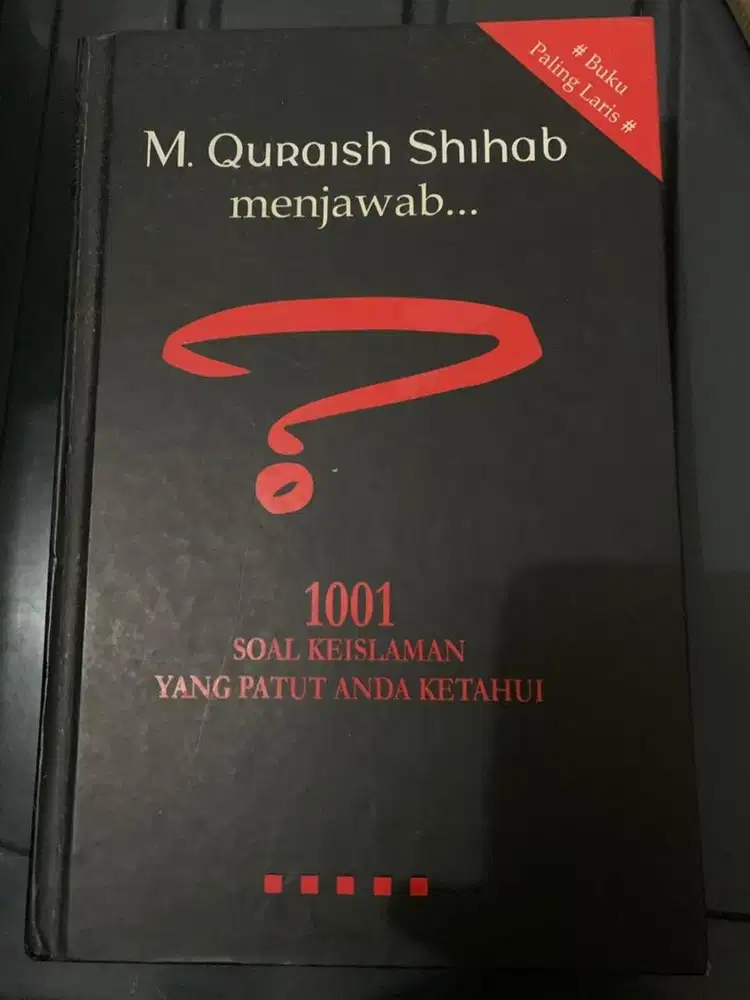 # Buku
Paling Laris #
M. Quraish Shihab
menjawab...
?
1001
SOAL KEISLAMAN
YANG PATUT ANDA KETAHUI